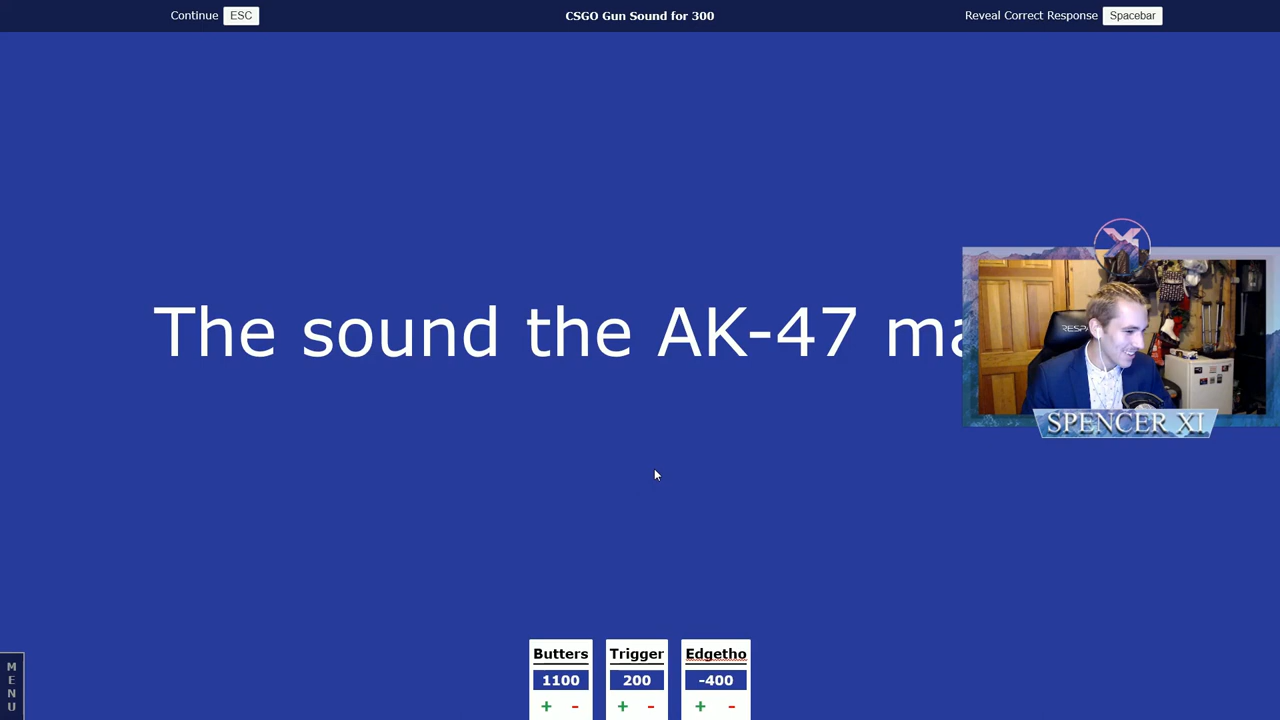 Continue ESC
CSGO Gun Sound for 300
Reveal Correct Response Spacebar
The sound the AK-47
SPENCER XI
Butters Trigger Edgetho
1100 200 -400
+ - + - + -
MENU